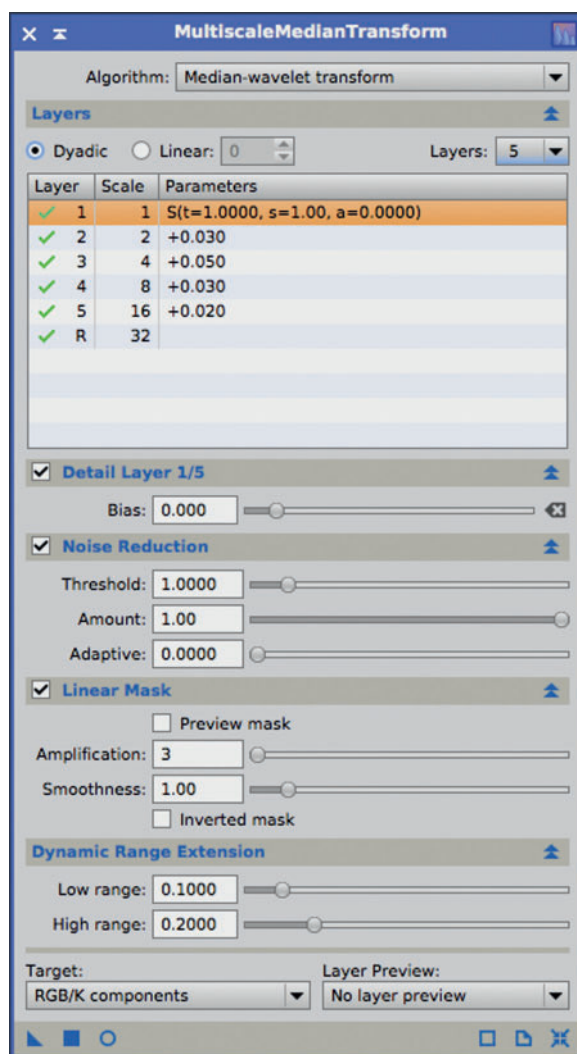 MultiscaleMedianTransform
Algorithm: Median-wavelet transform
Layers
Dyadic Linear: 0 Layers: 5
Layer Scale Parameters
1 1 S(t=1.0000, s=1.00, a=0.0000)
2 2 +0.030
3 4 +0.050
4 8 +0.030
5 16 +0.020
R 32
Detail Layer 1/5
Bias: 0.000
Noise Reduction
Threshold: 1.0000
Amount: 1.00
Adaptive: 0.0000
Linear Mask
Preview mask
Amplification: 3
Smoothness: 1.00
Inverted mask
Dynamic Range Extension
Low range: 0.1000
High range: 0.2000
Target: Layer Preview:
RGB/K components No layer preview